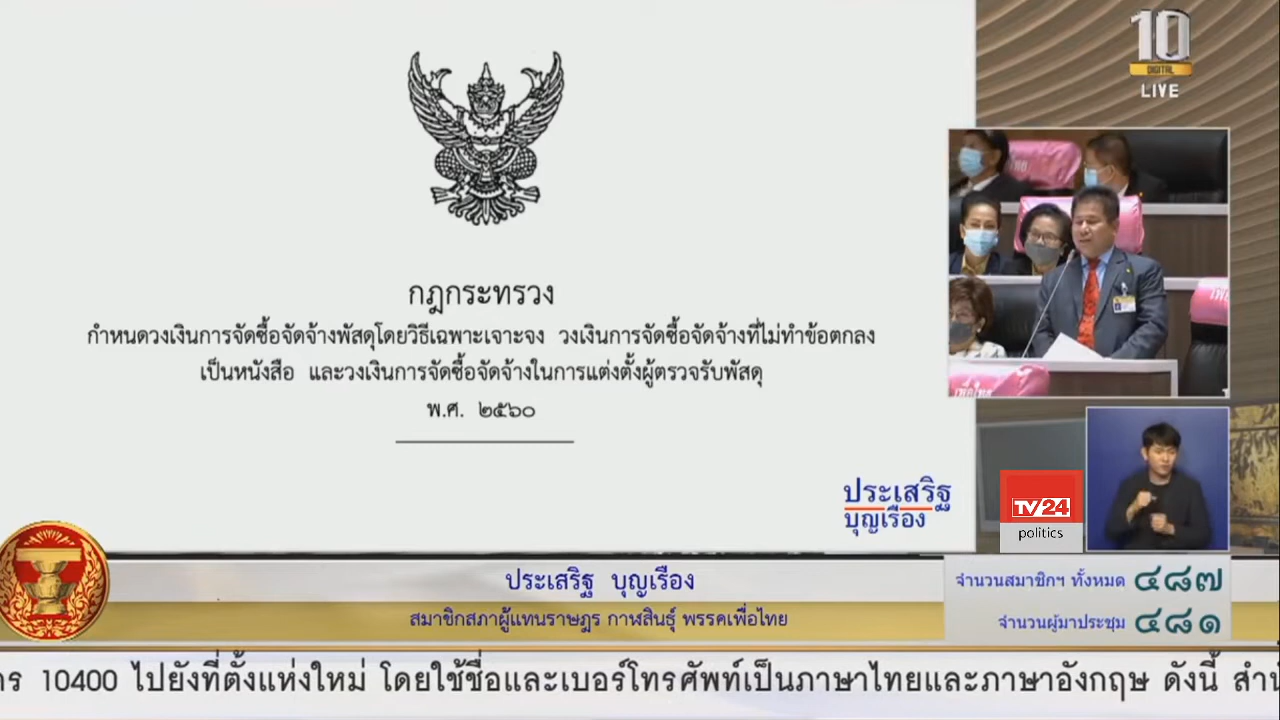 10
DIGITAL
LIVE
กฎกระทรวง
กำหนดวงเงินการจัดซื้อจัดจ้างพัสดุโดยวิธีเฉพาะเจาะจง วงเงินการจัดซื้อจัดจ้างที่ไม่ทำข้อตกลง
เป็นหนังสือ และวงเงินการจัดซื้อจัดจ้างในการแต่งตั้งผู้ตรวจรับพัสดุ
พ.ศ. ๒๕๖๐
ประเสริฐ
บุญเรือง
TV24
politics
ประเสริฐ บุญเรือง
สมาชิกสภาผู้แทนราษฎร กาฬสินธุ์ พรรคเพื่อไทย
จำนวนสมาชิกฯ ทั้งหมด ๔๘๗
จำนวนผู้มาประชุม ๔๘๑
10400 ไปยังที่ตั้งแห่งใหม่ โดยใช้ชื่อและเบอร์โทรศัพท์เป็นภาษาไทยและภาษาอังกฤษ ดังนี้